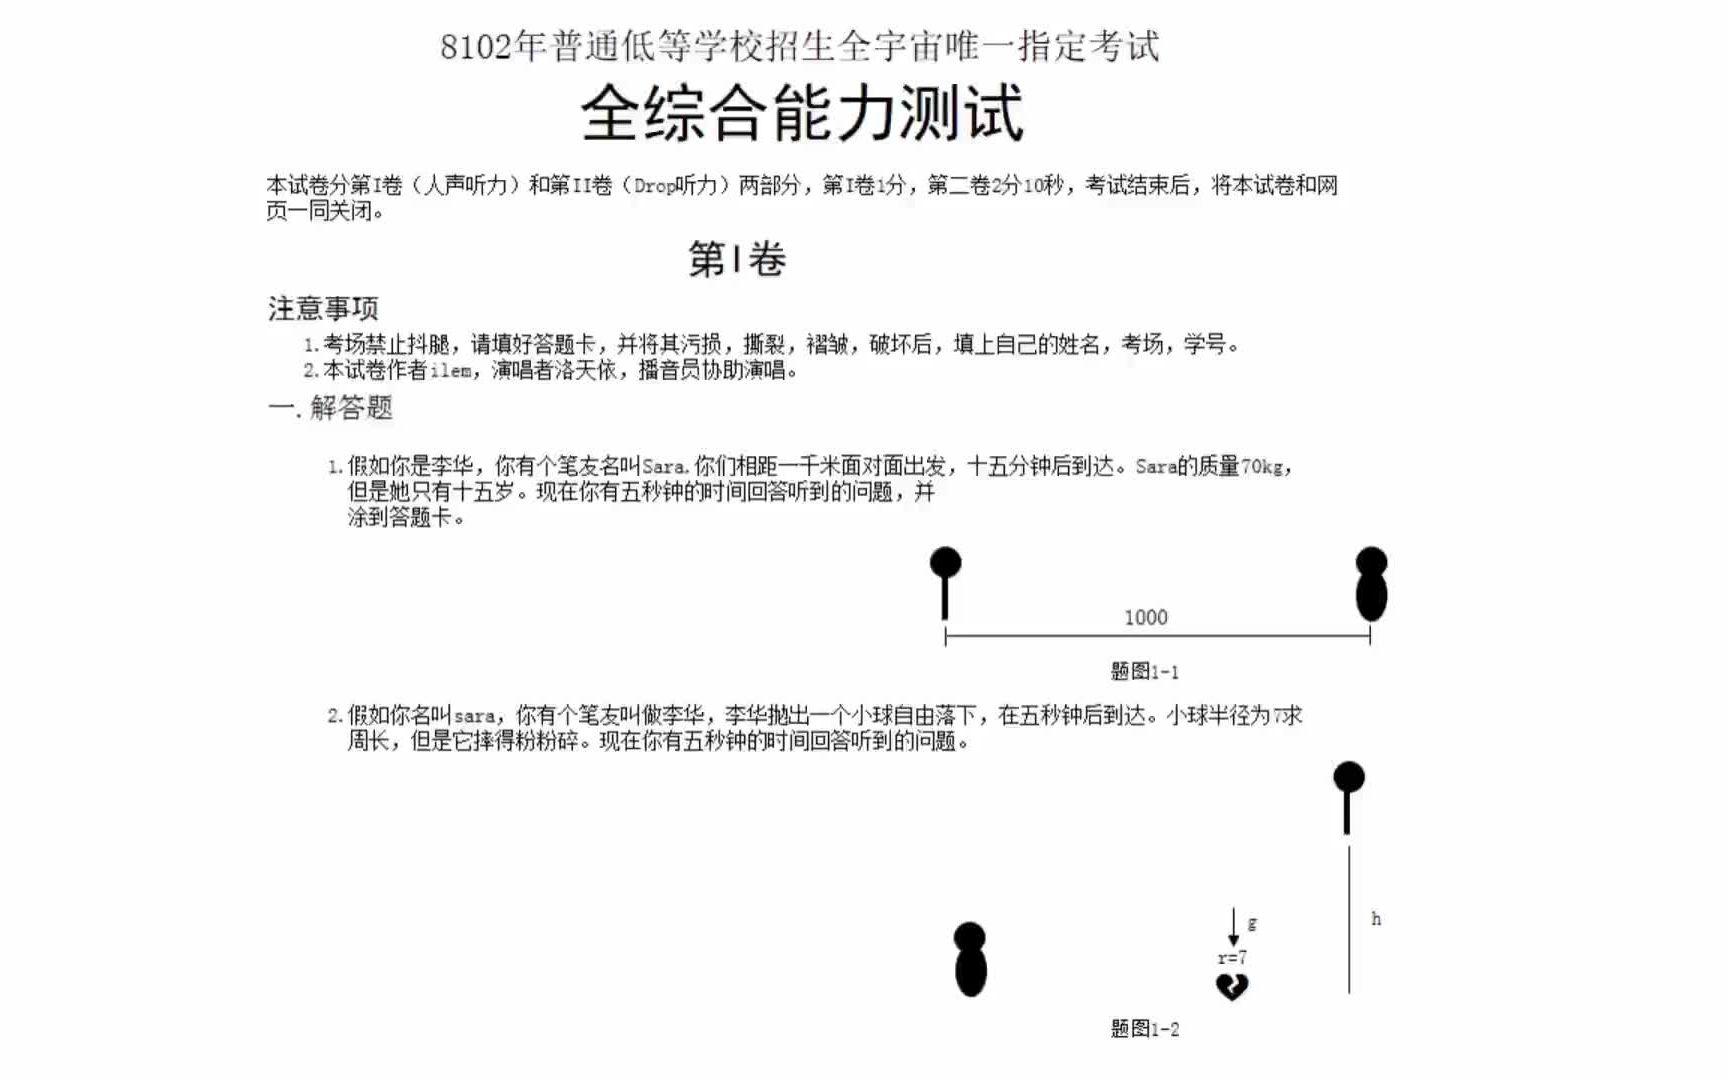 8102年普通低等学校招生全宇宙唯一指定考试
全综合能力测试
本试卷分第I卷（人声听力）和第II卷（Drop听力）两部分，第I卷1分，第二卷2分10秒，考试结束后，将本试卷和网
页一同关闭。
第I卷
注意事项
1.考场禁止抖腿，请填好答题卡，并将其污损，撕裂，褶皱，破坏后，填上自己的姓名，考场，学号。
2.本试卷作者ilem，演唱者洛天依，播音员协助演唱。
一.解答题
1.假如你是李华，你有个笔友名叫Sara.你们相距一千米面对面出发，十五分钟后到达。Sara的质量70kg，
但是她只有十五岁。现在你有五秒钟的时间回答听到的问题，并
涂到答题卡。
1000
题图1-1
2.假如你名叫sara，你有个笔友叫做李华，李华抛出一个小球自由落下，在五秒钟后到达。小球半径为7求
周长，但是它摔得粉粉碎。现在你有五秒钟的时间回答听到的问题。
g
h
r=7
题图1-2